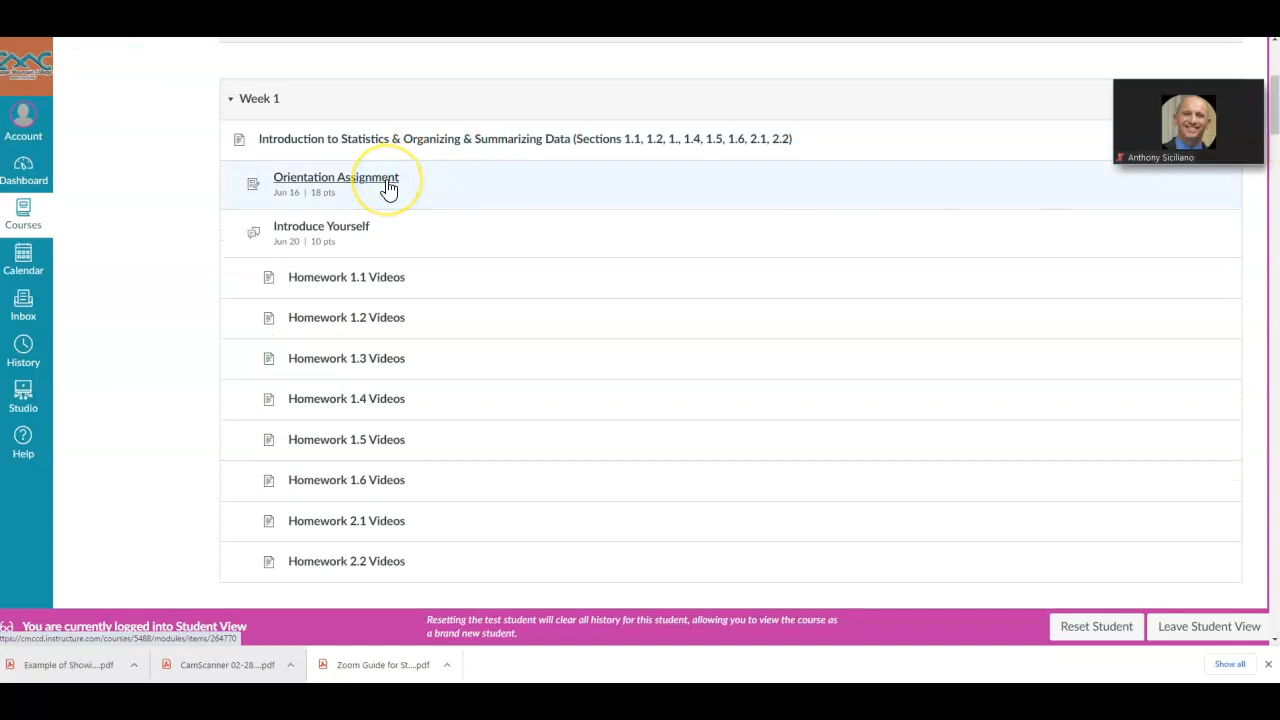 Week 1
Anthony Siciliano
Introduction to Statistics & Organizing & Summarizing Data (Sections 1.1, 1.2, 1., 1.4, 1.5, 1.6, 2.1, 2.2)
Orientation Assignment
Jun 16 | 18 pts
Introduce Yourself
Jun 20 | 10 pts
Homework 1.1 Videos
Homework 1.2 Videos
Homework 1.3 Videos
Homework 1.4 Videos
Homework 1.5 Videos
Homework 1.6 Videos
Homework 2.1 Videos
Homework 2.2 Videos
Account
Dashboard
Courses
Calendar
Inbox
History
Studio
Help
You are currently logged into Student View
ttps://cmccd.instructure.com/courses/5488/modules/items/264770
Resetting the test student will clear all history for this student, allowing you to view the course as
a brand new student.
Reset Student
Leave Student View
Example of Showi....pdf
CamScanner 02-28....pdf
Zoom Guide for St....pdf
Show all